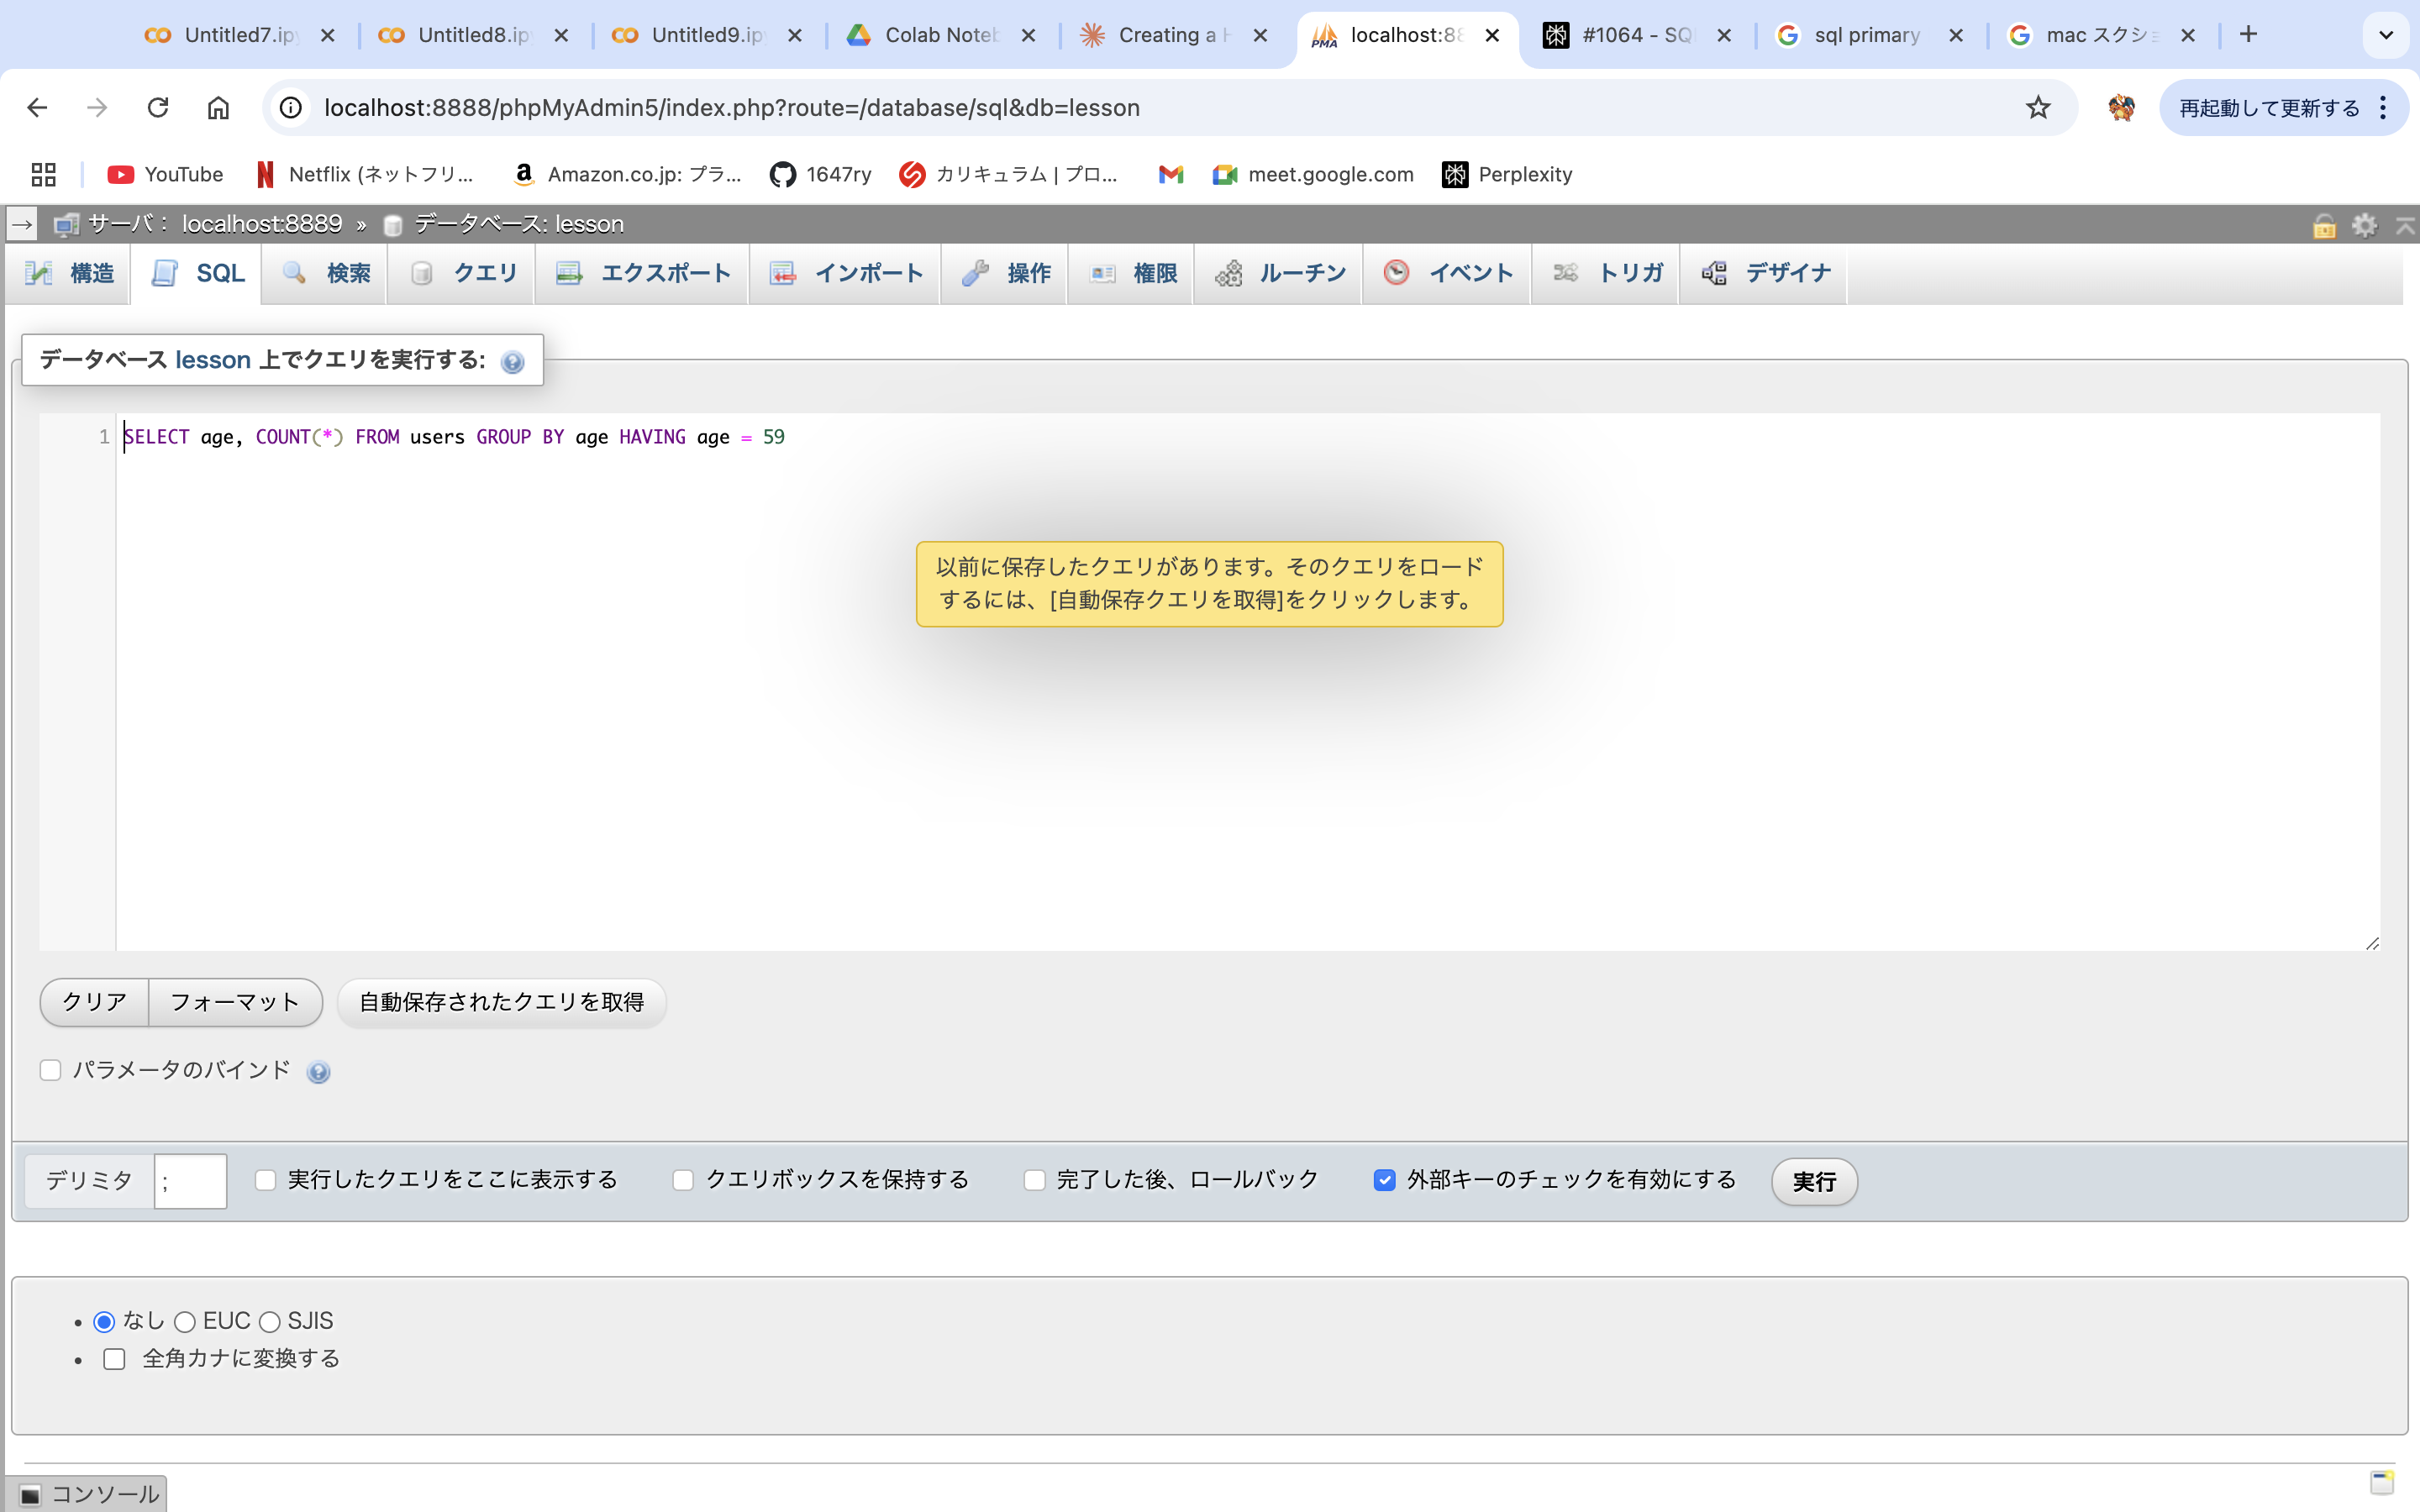 Untitled7.ip
Untitled8.ip
Untitled9.ip
Colab Note
Creating a
localhost:88
#1064 - SQ
sql primary
mac スクシ
localhost:8888/phpMyAdmin5/index.php?route=/database/sql&db=lesson
再起動して更新する
YouTube
Netflix (ネットフリ...
Amazon.co.jp: プラ...
1647ry
カリキュラム | プロ...
meet.google.com
Perplexity
サーバ: localhost:8889 » データベース: lesson
構造
SQL
検索
クエリ
エクスポート
インポート
操作
権限
ルーチン
イベント
トリガ
デザイナ
データベース lesson 上でクエリを実行する:
1 SELECT age, COUNT(*) FROM users GROUP BY age HAVING age = 59
以前に保存したクエリがあります。そのクエリをロード
するには、[自動保存クエリを取得]をクリックします。
クリア
フォーマット
自動保存されたクエリを取得
パラメータのバインド
デリミタ ;
実行したクエリをここに表示する
クエリボックスを保持する
完了した後、ロールバック
外部キーのチェックを有効にする
実行
なし EUC SJIS
全角カナに変換する
コンソール